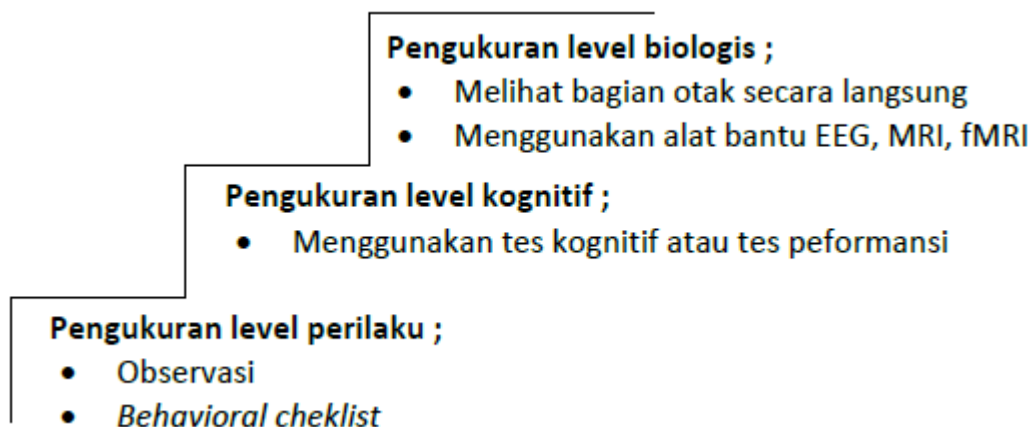 Pengukuran level biologis ;
• Melihat bagian otak secara langsung
• Menggunakan alat bantu EEG, MRI, fMRI
Pengukuran level kognitif ;
• Menggunakan tes kognitif atau tes peformansi
Pengukuran level perilaku ;
• Observasi
• Behavioral cheklist